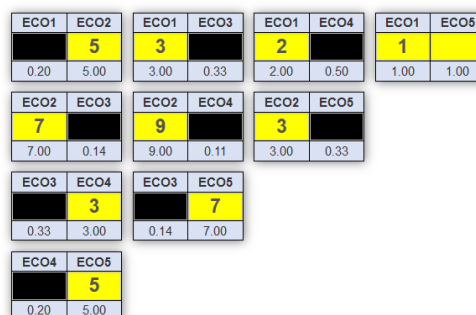 ECO1 ECO2 ECO1 ECO3 ECO1 ECO4 ECO1 ECO5
5 3 2 1
0.20 5.00 3.00 0.33 2.00 0.50 1.00 1.00
ECO2 ECO3 ECO2 ECO4 ECO2 ECO5
7 9 3
7.00 0.14 9.00 0.11 3.00 0.33
ECO3 ECO4 ECO3 ECO5
3 7
0.33 3.00 0.14 7.00
ECO4 ECO5
5
0.20 5.00